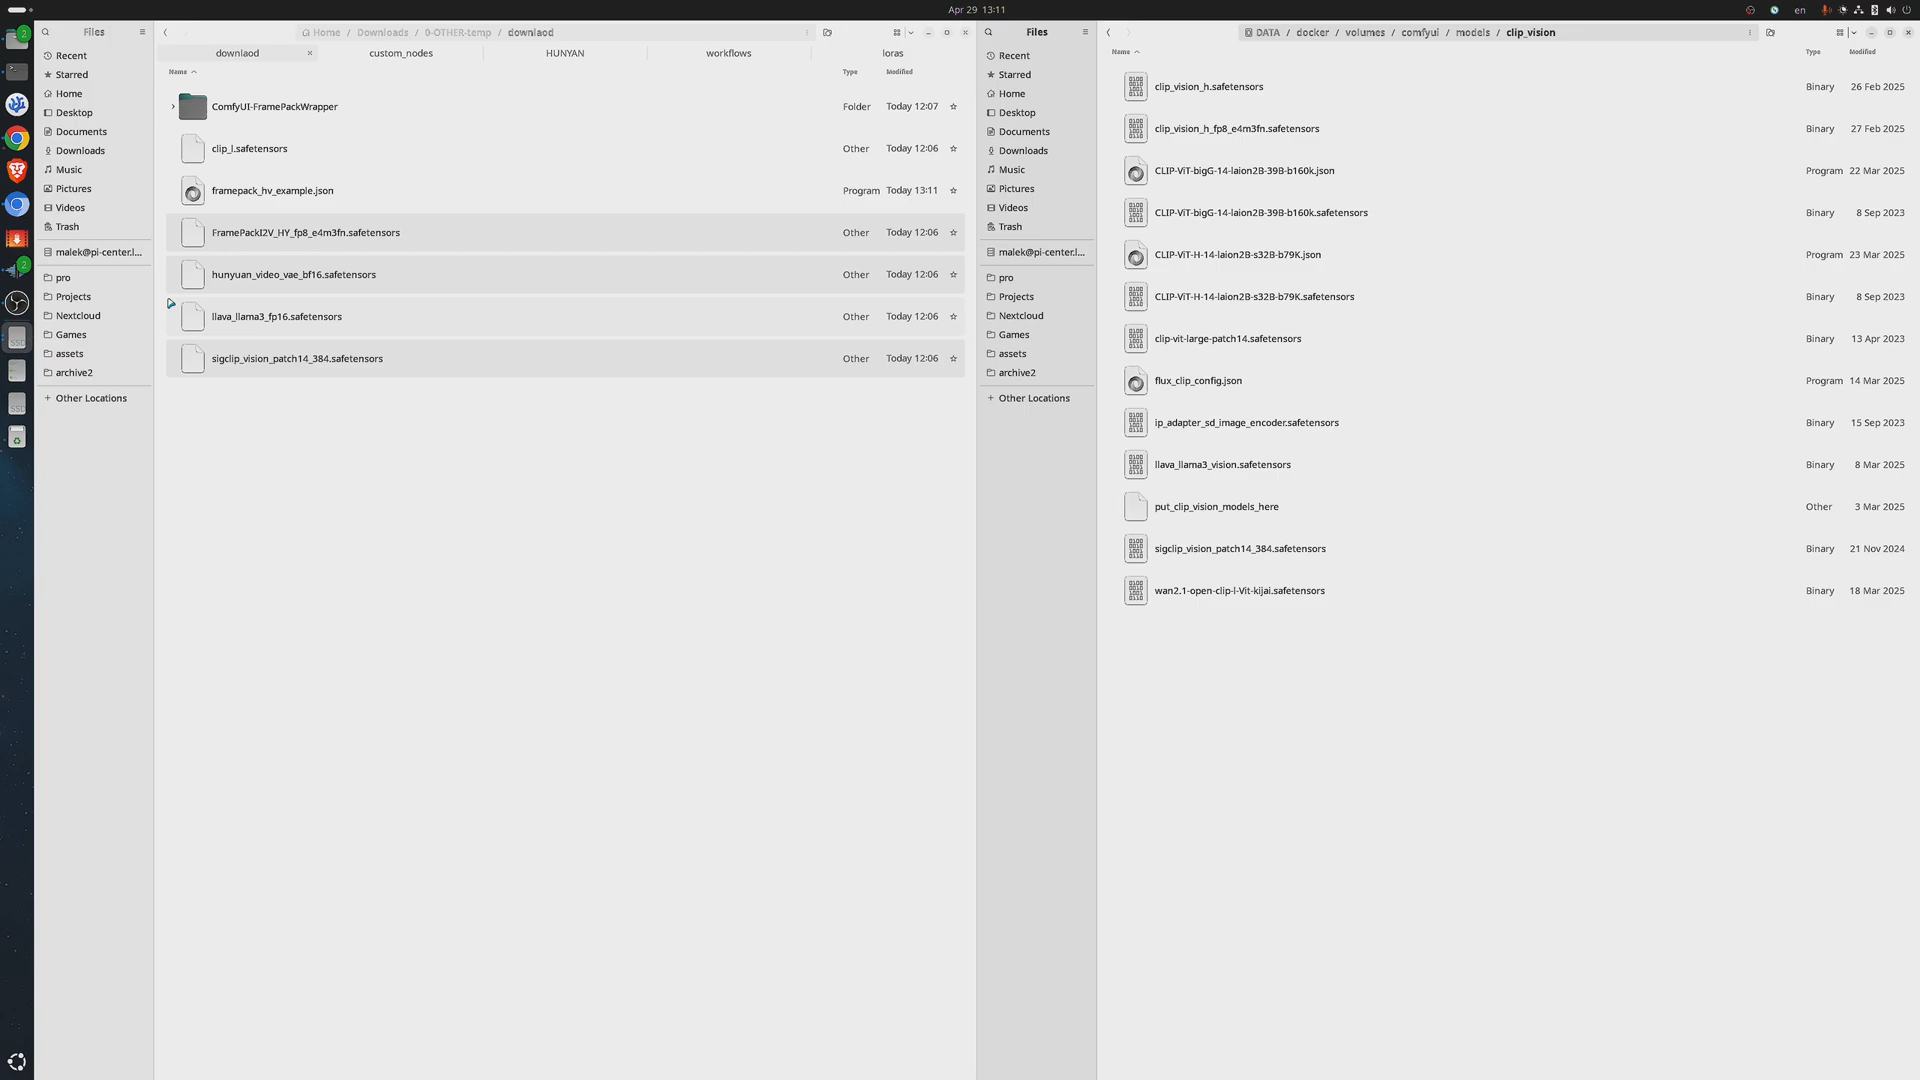 Apr 29 13:11
en
2
2
SSD
SSD
Files
Recent
Starred
Home
Desktop
Documents
Downloads
Music
Pictures
Videos
Trash
malek@pi-center.l...
pro
Projects
Nextcloud
Games
assets
archive2
+ Other Locations
Home / Downloads / 0-OTHER-temp / downlaod
downlaod
custom_nodes
HUNYAN
workflows
loras
Name
Type
Modified
ComfyUI-FramePackWrapper
Folder
Today 12:07
clip_l.safetensors
Other
Today 12:06
framepack_hv_example.json
Program
Today 13:11
FramePackI2V_HY_fp8_e4m3fn.safetensors
Other
Today 12:06
hunyuan_video_vae_bf16.safetensors
Other
Today 12:06
llava_llama3_fp16.safetensors
Other
Today 12:06
sigclip_vision_patch14_384.safetensors
Other
Today 12:06
Files
Recent
Starred
Home
Desktop
Documents
Downloads
Music
Pictures
Videos
Trash
malek@pi-center.l...
pro
Projects
Nextcloud
Games
assets
archive2
+ Other Locations
DATA / docker / volumes / comfyui / models / clip_vision
Name
Type
Modified
clip_vision_h.safetensors
Binary
26 Feb 2025
clip_vision_h_fp8_e4m3fn.safetensors
Binary
27 Feb 2025
CLIP-ViT-bigG-14-laion2B-39B-b160k.json
Program
22 Mar 2025
CLIP-ViT-bigG-14-laion2B-39B-b160k.safetensors
Binary
8 Sep 2023
CLIP-ViT-H-14-laion2B-s32B-b79K.json
Program
23 Mar 2025
CLIP-ViT-H-14-laion2B-s32B-b79K.safetensors
Binary
8 Sep 2023
clip-vit-large-patch14.safetensors
Binary
13 Apr 2023
flux_clip_config.json
Program
14 Mar 2025
ip_adapter_sd_image_encoder.safetensors
Binary
15 Sep 2023
llava_llama3_vision.safetensors
Binary
8 Mar 2025
put_clip_vision_models_here
Other
3 Mar 2025
sigclip_vision_patch14_384.safetensors
Binary
21 Nov 2024
wan2.1-open-clip-l-Vit-kijai.safetensors
Binary
18 Mar 2025